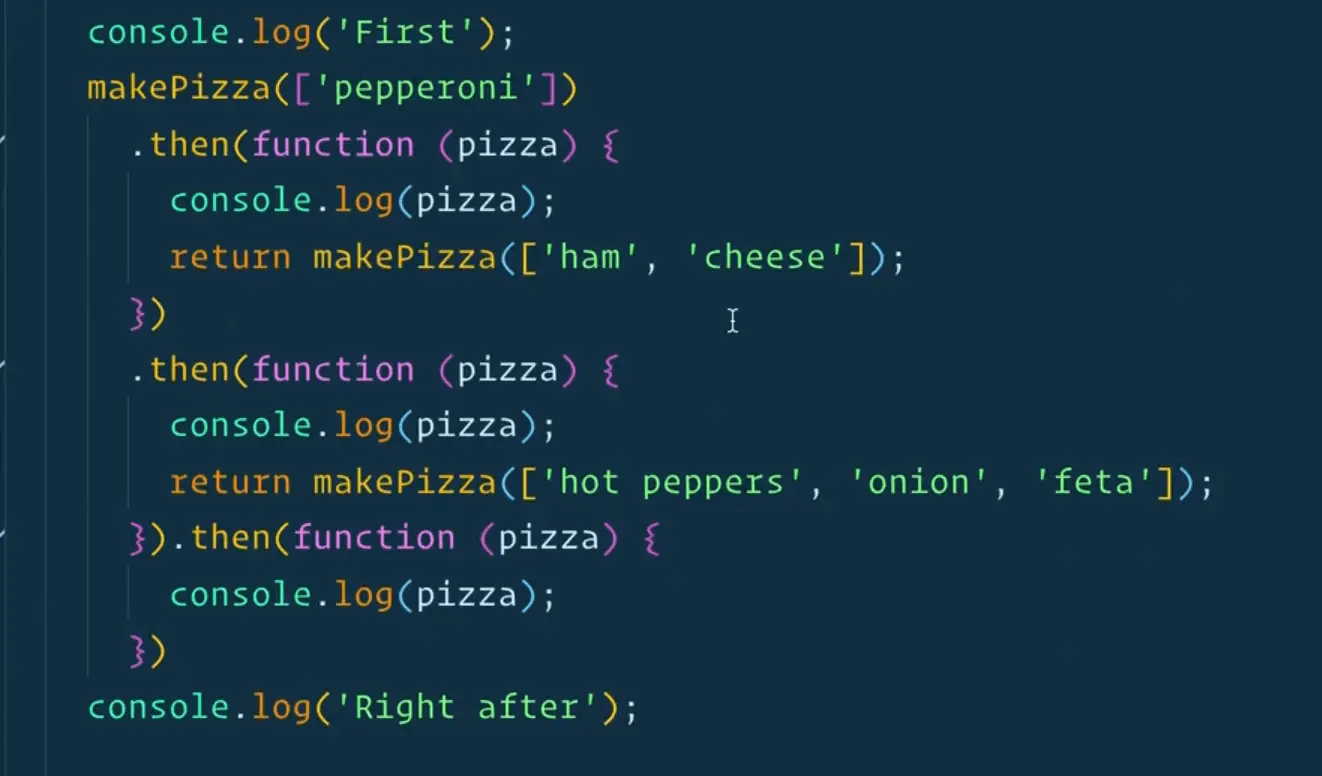 console.log('First');
makePizza(['pepperoni'])
  .then(function (pizza) {
    console.log(pizza);
    return makePizza(['ham', 'cheese']);
  })
  .then(function (pizza) {
    console.log(pizza);
    return makePizza(['hot peppers', 'onion', 'feta']);
  }).then(function (pizza) {
    console.log(pizza);
  })
console.log('Right after');